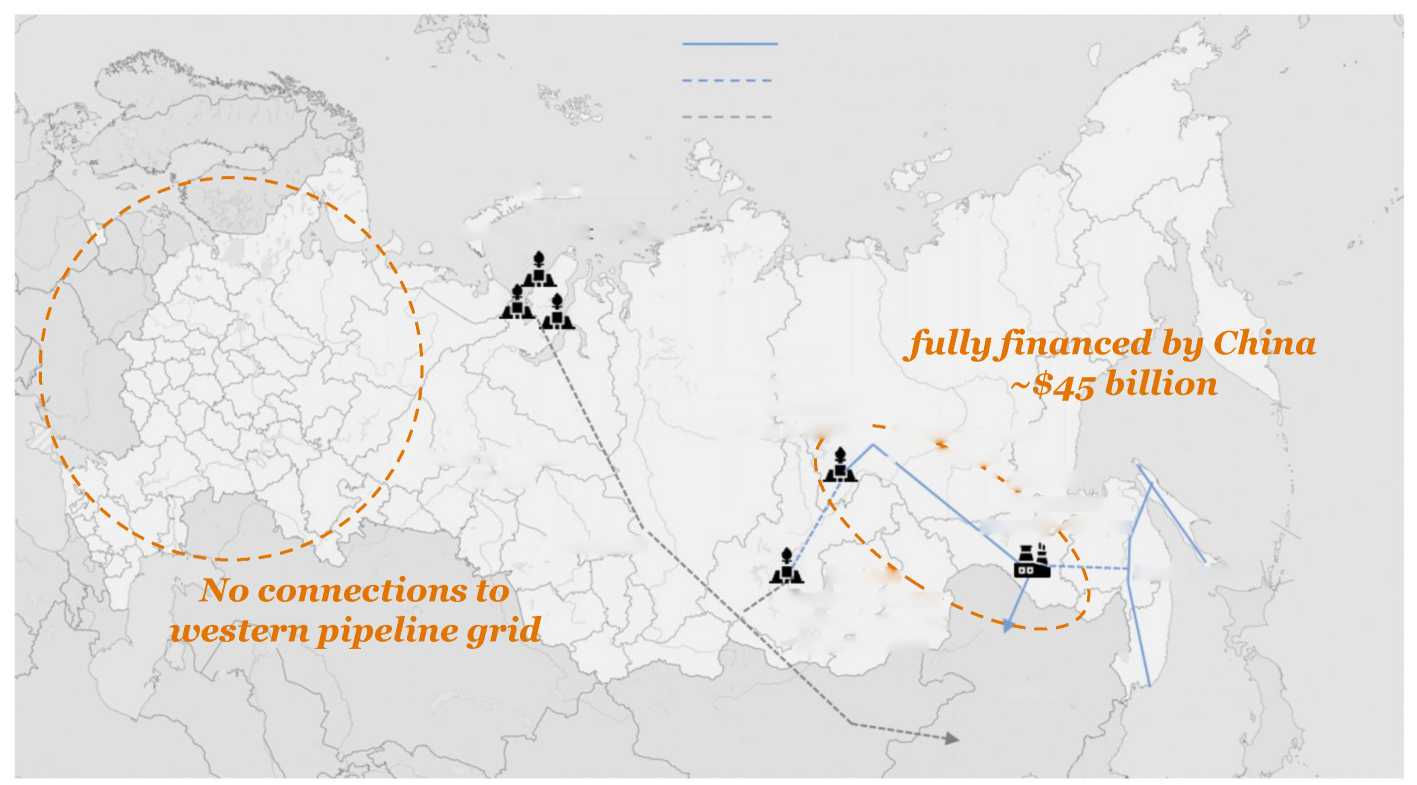 fully financed by China
~$45 billion
No connections to
western pipeline grid